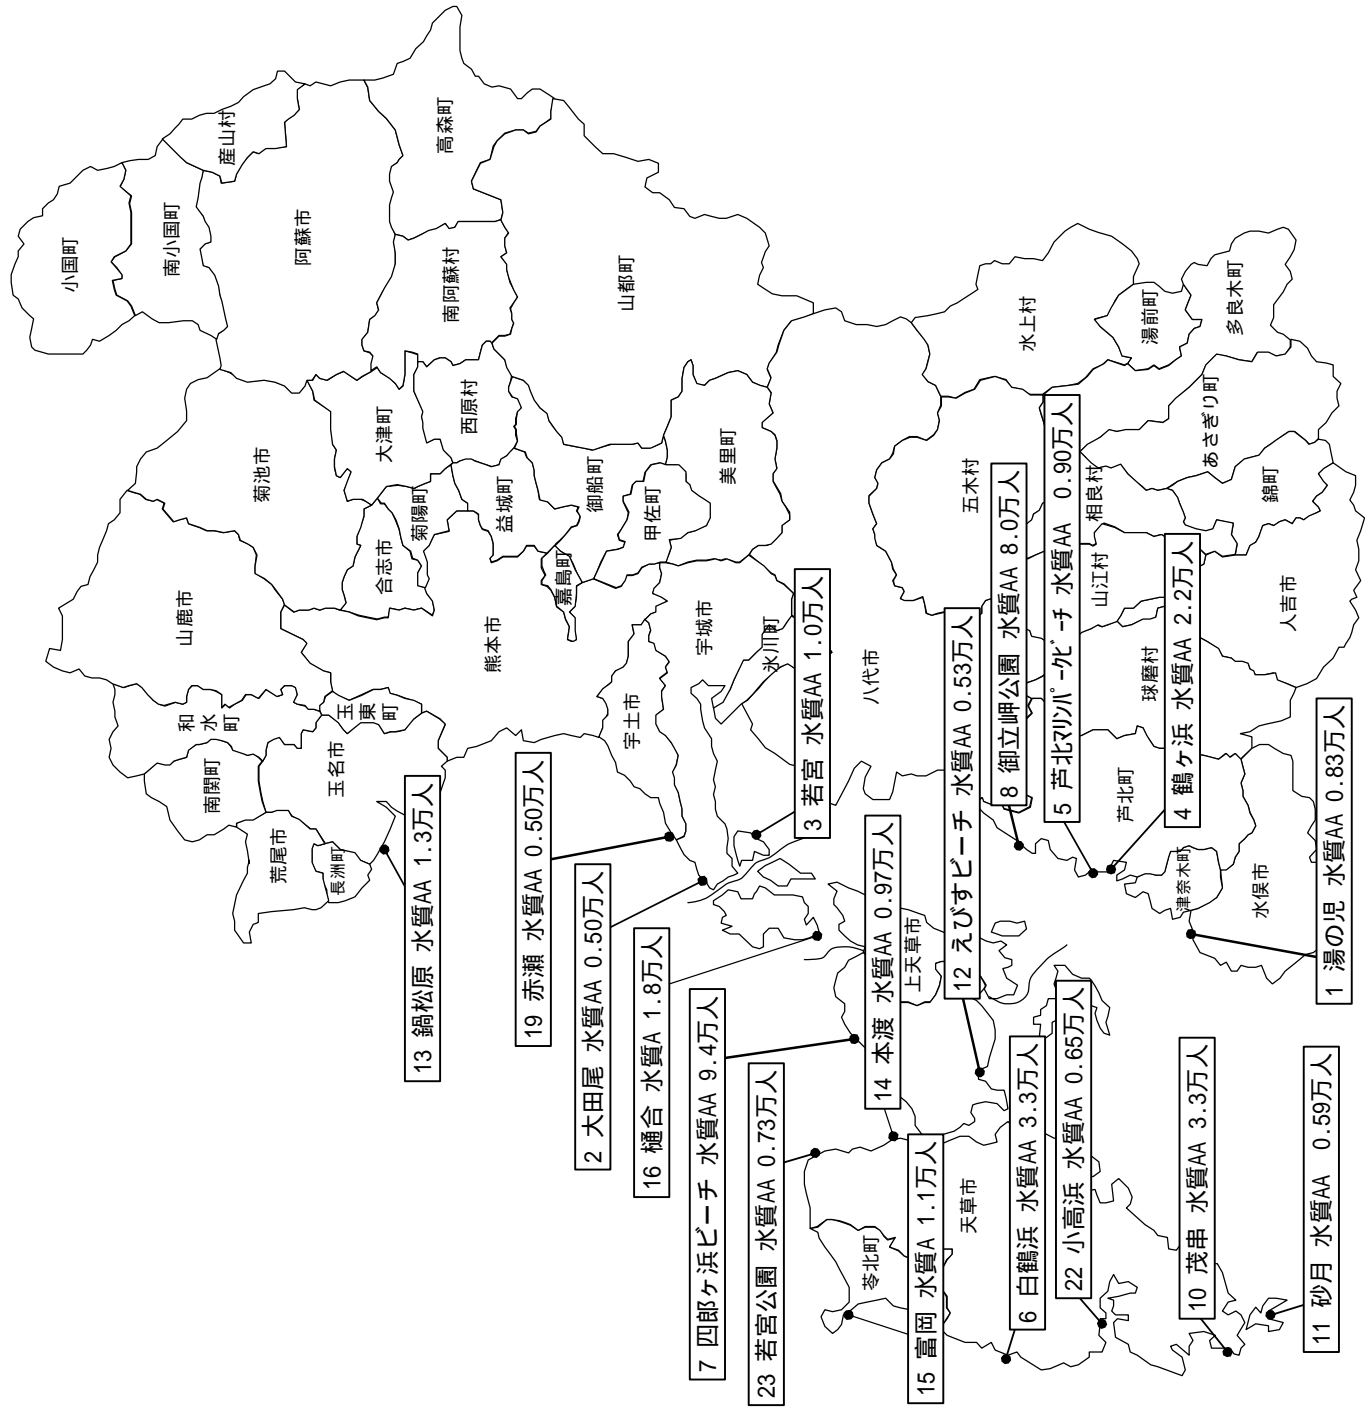 小国町
南小国町
産山村
阿蘇市
高森町
南阿蘇村
山都町
菊池市
大津町
西原村
山鹿市
合志市
菊陽町
益城町
御船町
甲佐町
美里町
嘉島町
熊本市
和水町
玉東町
玉名市
南関町
荒尾市
長洲町
宇土市
宇城市
氷川町
八代市
水上村
湯前町
多良木町
あさぎり町
五木村
相良村
錦町
山江村
人吉市
球磨村
芦北町
津奈木町
水俣市
上天草市
天草市
苓北町
13 鍋松原 水質AA 1.3万人
19 赤瀬 水質AA 0.50万人
2 大田尾 水質AA 0.50万人
16 樋合 水質A 1.8万人
7 四郎ヶ浜ビーチ 水質AA 9.4万人
23 若宮公園 水質AA 0.73万人
3 若宮 水質AA 1.0万人
14 本渡 水質AA 0.97万人
15 富岡 水質A 1.1万人
12 えびすビーチ 水質AA 0.53万人
8 御立岬公園 水質AA 8.0万人
6 白鶴浜 水質AA 3.3万人
5 芦北ﾏﾘﾝﾊﾟｰｸﾋﾞｰﾁ 水質AA 0.90万人
22 小高浜 水質AA 0.65万人
4 鶴ヶ浜 水質AA 2.2万人
10 茂串 水質AA 3.3万人
1 湯の児 水質AA 0.83万人
11 砂月 水質AA 0.59万人